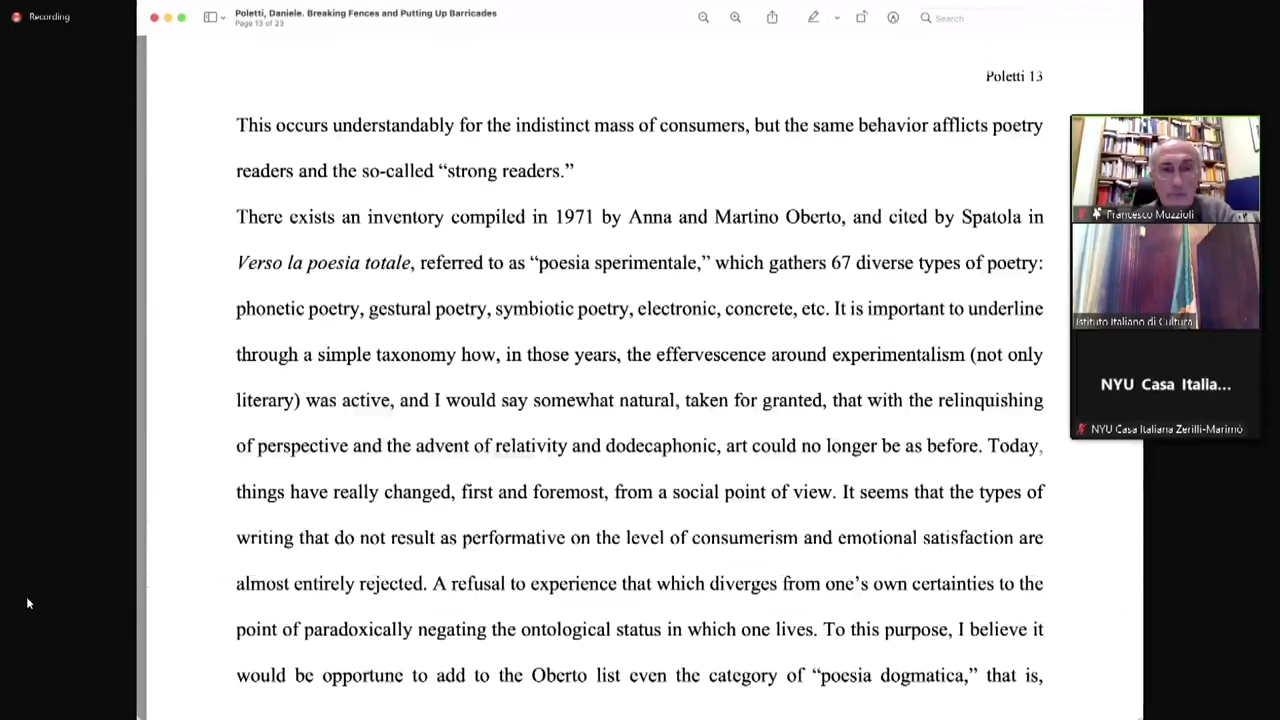 Recording
Poletti, Daniele. Breaking Fences and Putting Up Barricades
Page 13 of 23
Search
Poletti 13
This occurs understandably for the indistinct mass of consumers, but the same behavior afflicts poetry
readers and the so-called “strong readers.”
There exists an inventory compiled in 1971 by Anna and Martino Oberto, and cited by Spatola in
Verso la poesia totale, referred to as “poesia sperimentale,” which gathers 67 diverse types of poetry:
phonetic poetry, gestural poetry, symbiotic poetry, electronic, concrete, etc. It is important to underline
through a simple taxonomy how, in those years, the effervescence around experimentalism (not only
literary) was active, and I would say somewhat natural, taken for granted, that with the relinquishing
of perspective and the advent of relativity and dodecaphonic, art could no longer be as before. Today,
things have really changed, first and foremost, from a social point of view. It seems that the types of
writing that do not result as performative on the level of consumerism and emotional satisfaction are
almost entirely rejected. A refusal to experience that which diverges from one’s own certainties to the
point of paradoxically negating the ontological status in which one lives. To this purpose, I believe it
would be opportune to add to the Oberto list even the category of “poesia dogmatica,” that is,
Francesco Muzzioli
Istituto Italiano di Cultura
NYU Casa Italia...
NYU Casa Italiana Zerilli-Marimò